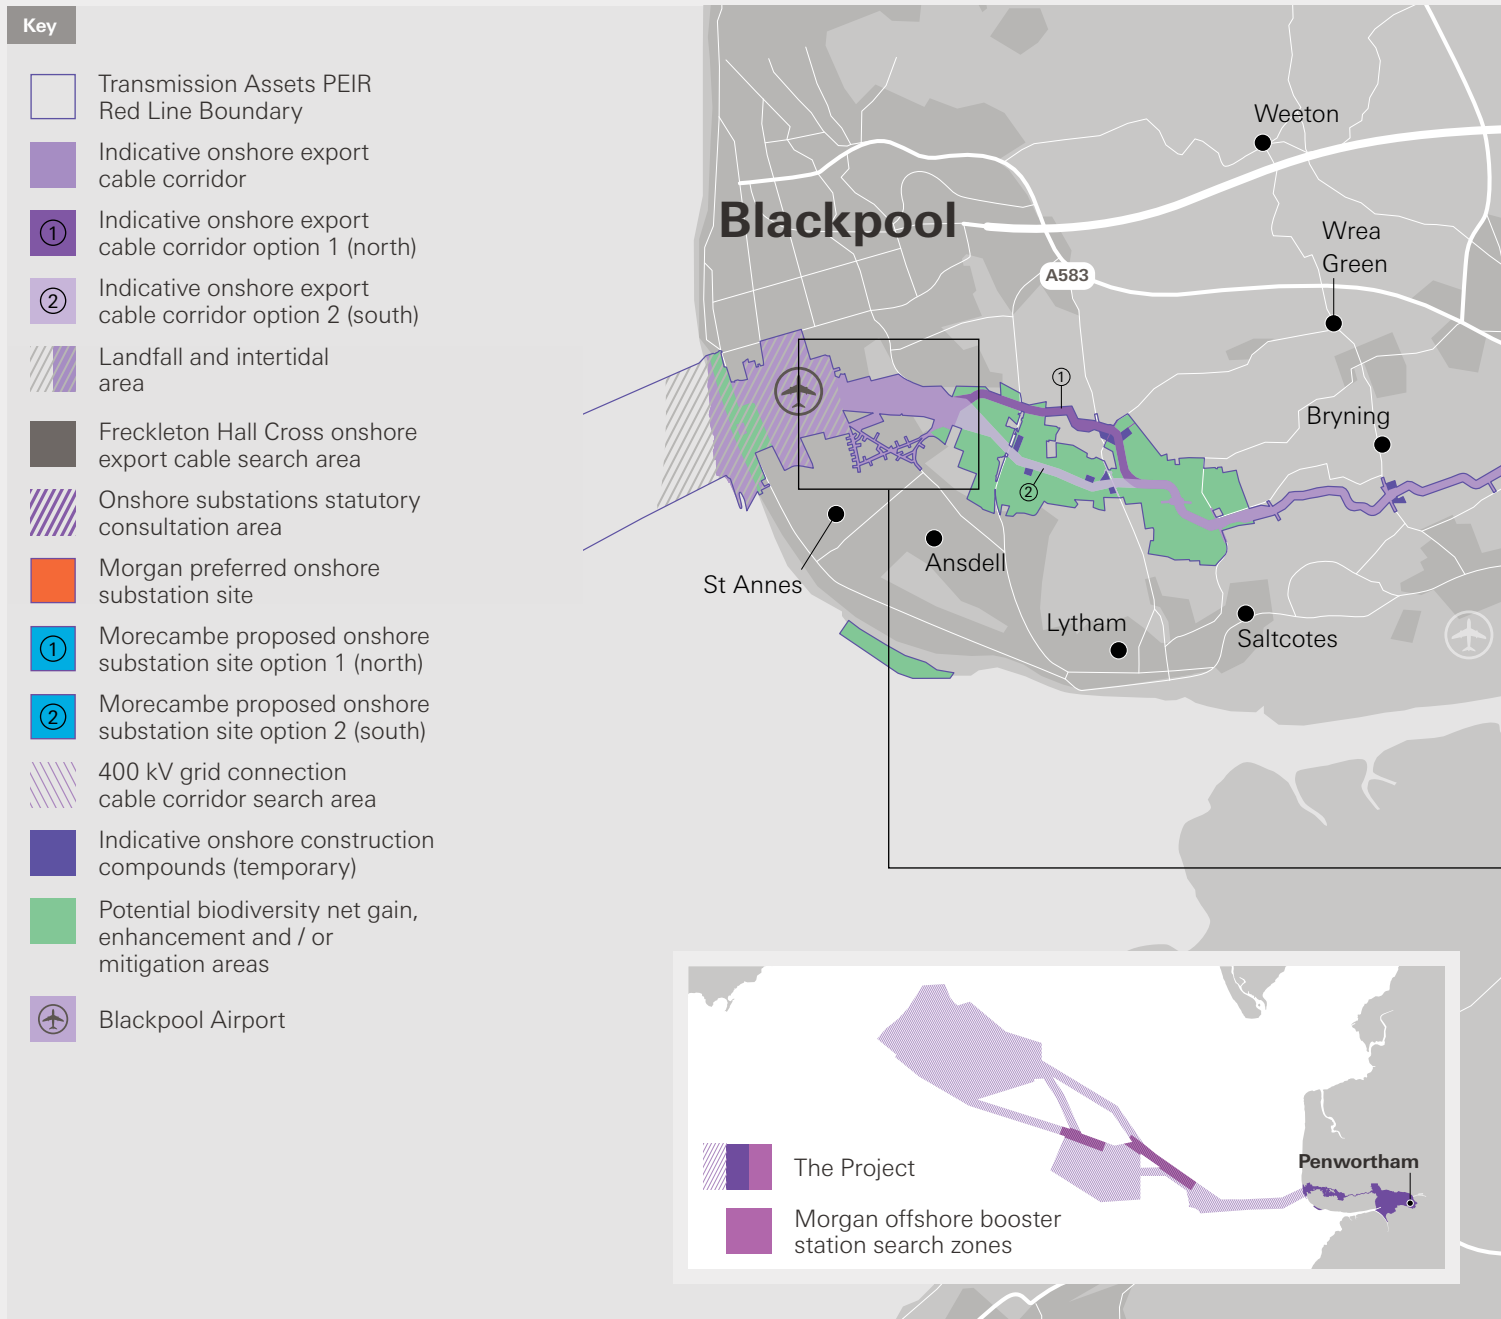 Key
Transmission Assets PEIR
Red Line Boundary
Indicative onshore export
cable corridor
1
Indicative onshore export
cable corridor option 1 (north)
2
Indicative onshore export
cable corridor option 2 (south)
Landfall and intertidal
area
Freckleton Hall Cross onshore
export cable search area
Onshore substations statutory
consultation area
Morgan preferred onshore
substation site
1
Morecambe proposed onshore
substation site option 1 (north)
2
Morecambe proposed onshore
substation site option 2 (south)
400 kV grid connection
cable corridor search area
Indicative onshore construction
compounds (temporary)
Potential biodiversity net gain,
enhancement and / or
mitigation areas
Blackpool Airport
Weeton
Blackpool
Wrea
Green
A583
1
Bryning
2
St Annes
Ansdell
Lytham
Saltcotes
The Project
Morgan offshore booster
station search zones
Penwortham